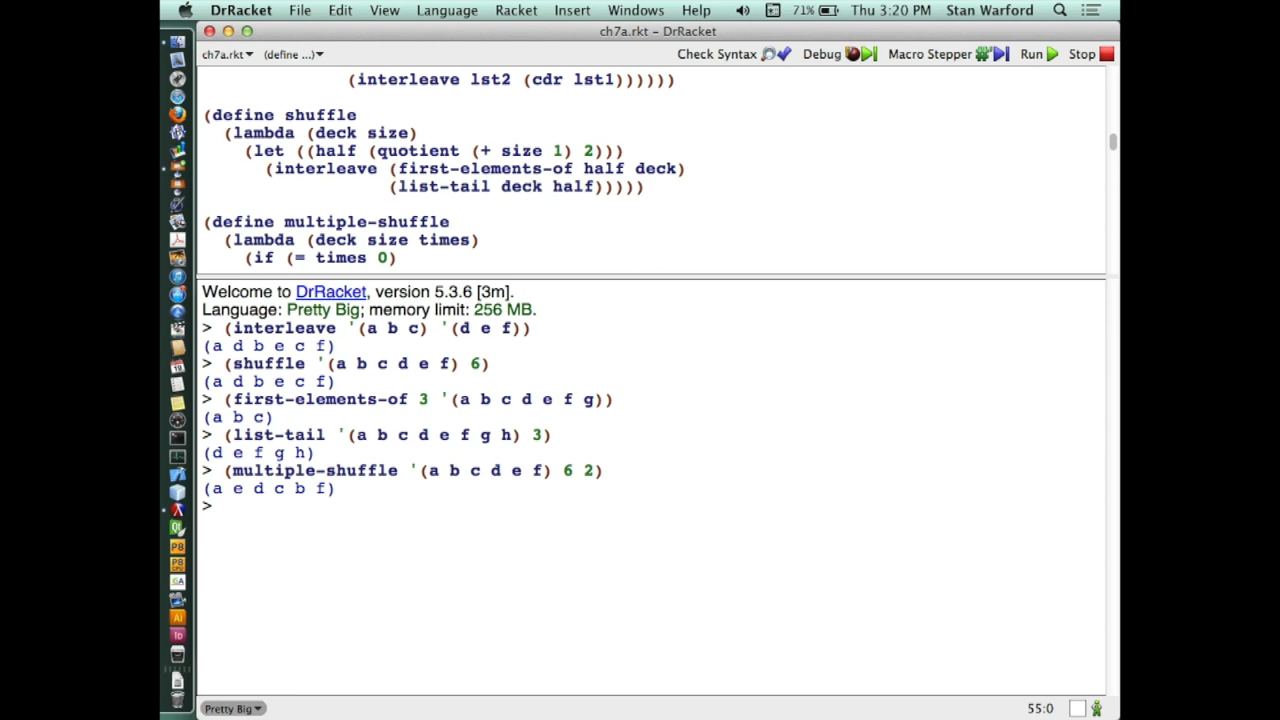 DrRacket File Edit View Language Racket Insert Windows Help 71% Thu 3:20 PM Stan Warford
ch7a.rkt – DrRacket
ch7a.rkt (define ...) Check Syntax Debug Macro Stepper Run Stop
(interleave lst2 (cdr lst1))))))
(define shuffle
(lambda (deck size)
(let ((half (quotient (+ size 1) 2)))
(interleave (first-elements-of half deck)
(list-tail deck half)))))
(define multiple-shuffle
(lambda (deck size times)
(if (= times 0)
Welcome to DrRacket, version 5.3.6 [3m].
Language: Pretty Big; memory limit: 256 MB.
> (interleave '(a b c) '(d e f))
(a d b e c f)
> (shuffle '(a b c d e f) 6)
(a d b e c f)
> (first-elements-of 3 '(a b c d e f g))
(a b c)
> (list-tail '(a b c d e f g h) 3)
(d e f g h)
> (multiple-shuffle '(a b c d e f) 6 2)
(a e d c b f)
>
Pretty Big 55:0